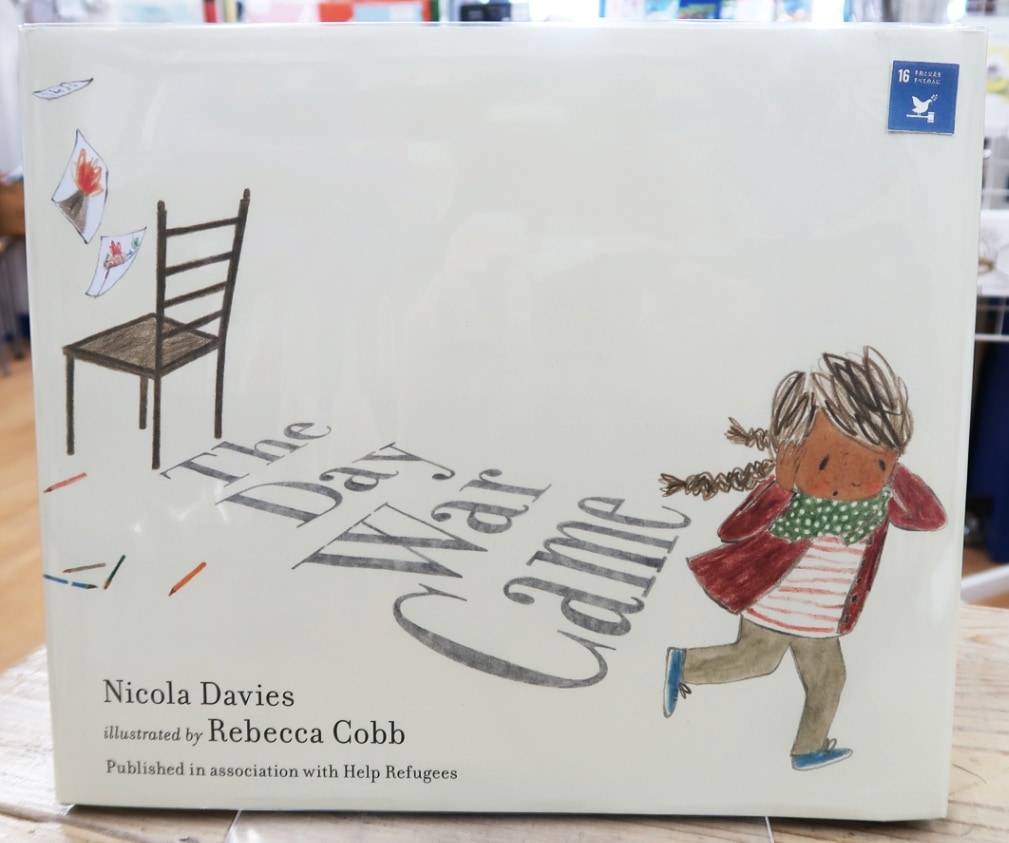 16
The
Day
War
Came
Nicola Davies
illustrated by Rebecca Cobb
Published in association with Help Refugees